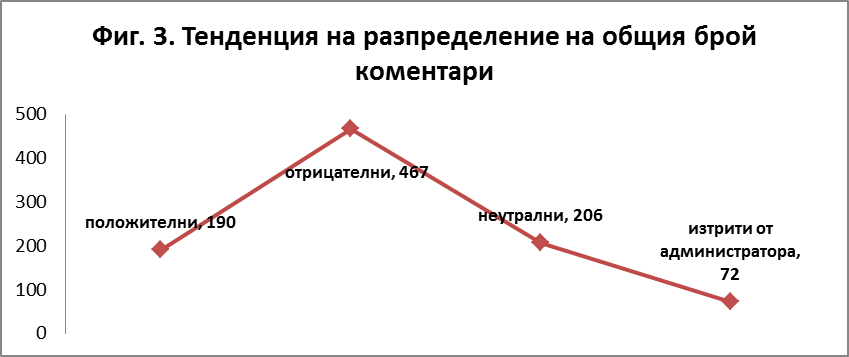 Фиг. 3. Тенденция на разпределение на общия брой
коментари
500
400
300
200
100
0
положителни, 190
отрицателни, 467
неутрални, 206
изтрити от
администратора,
72